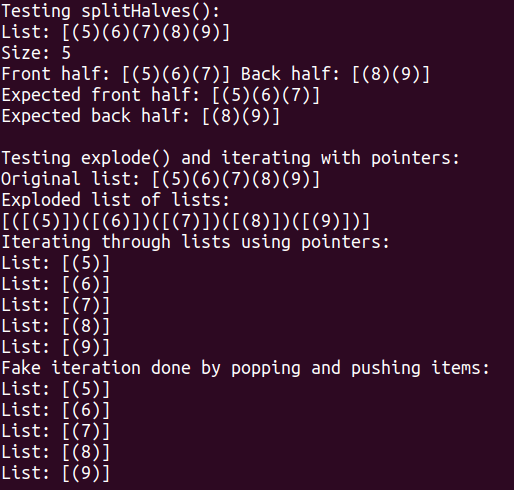 Testing splitHalves():
List: [(5)(6)(7)(8)(9)]
Size: 5
Front half: [(5)(6)(7)] Back half: [(8)(9)]
Expected front half: [(5)(6)(7)]
Expected back half: [(8)(9)]

Testing explode() and iterating with pointers:
Original list: [(5)(6)(7)(8)(9)]
Exploded list of lists:
[([(5)])([(6)])([(7)])([(8)])([(9)])]
Iterating through lists using pointers:
List: [(5)]
List: [(6)]
List: [(7)]
List: [(8)]
List: [(9)]
Fake iteration done by popping and pushing items:
List: [(5)]
List: [(6)]
List: [(7)]
List: [(8)]
List: [(9)]